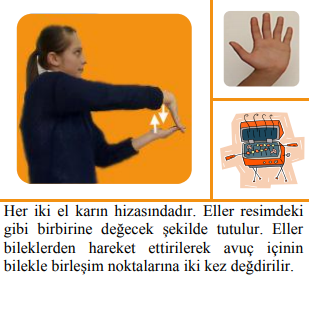 Her iki el karın hizasındadır. Eller resimdeki
gibi birbirine değecek şekilde tutulur. Eller
bileklerden hareket ettirilerek avuç içinin
bilekle birleşim noktalarına iki kez değdirilir.